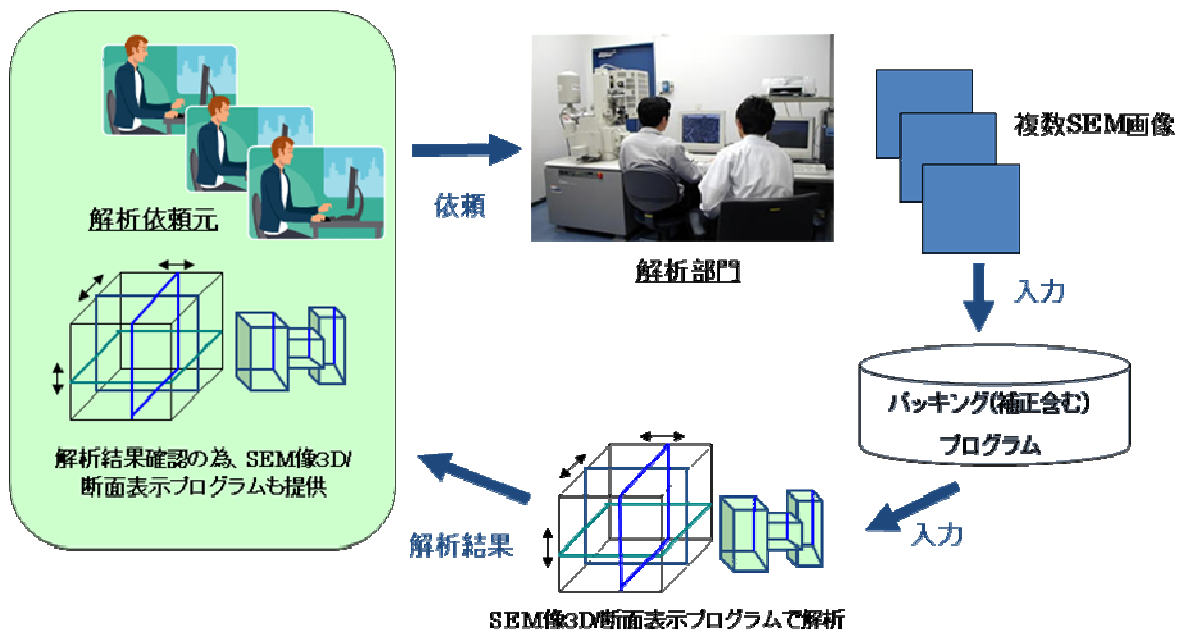 解析依頼元
依頼
解析部門
複数SEM画像
入力
パッキング(補正含む)
プログラム
入力
SEM像3D/断面表示プログラムで解析
解析結果
解析結果確認の為、SEM像3D/
断面表示プログラムも提供